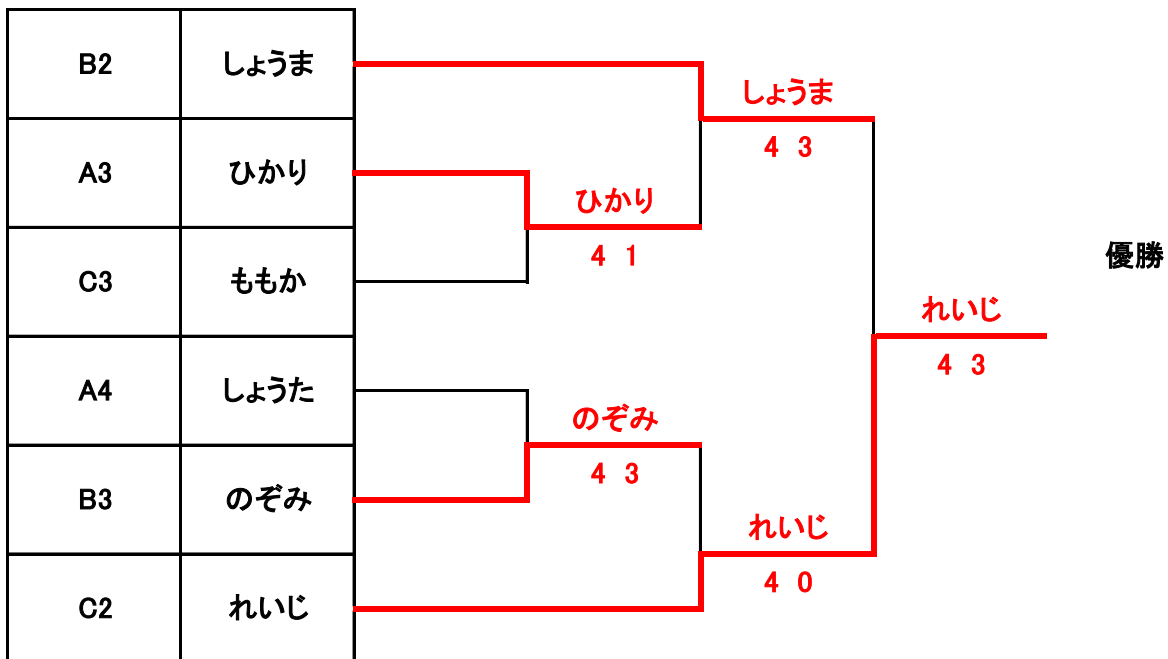 B2 しょうま
A3 ひかり
C3 ももか
A4 しょうた
B3 のぞみ
C2 れいじ
ひかり
4 1
のぞみ
4 3
しょうま
4 3
れいじ
4 0
れいじ
4 3
優勝